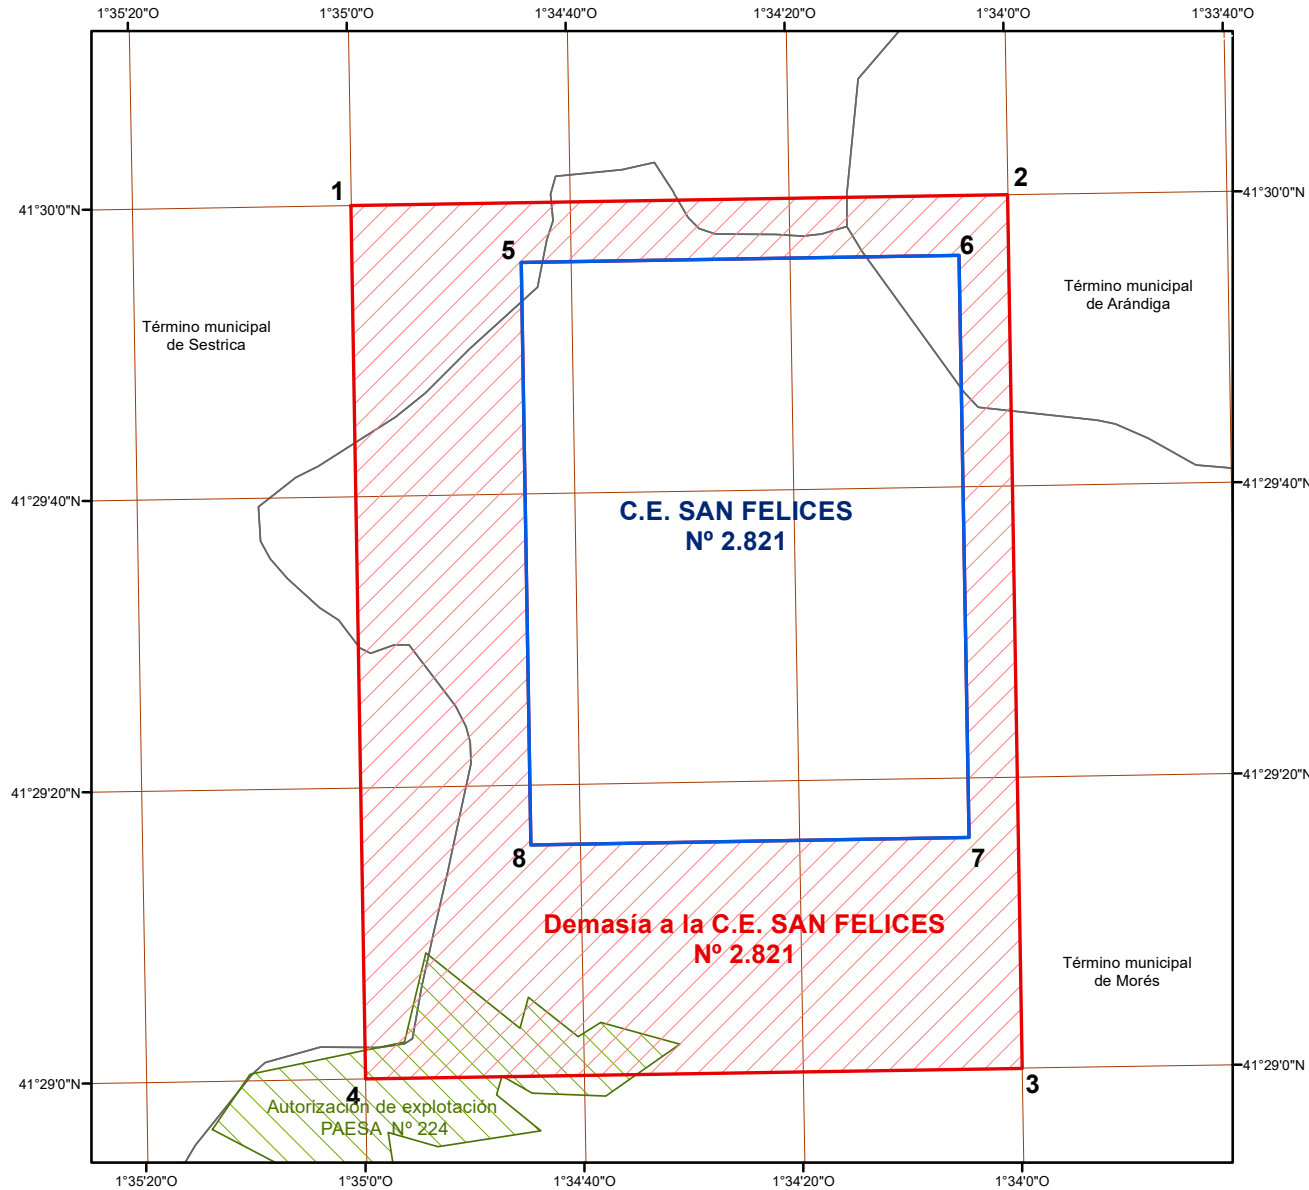 1°35'20"O
1°35'0"O
1°34'40"O
1°34'20"O
1°34'0"O
1°33'40"O
1
2
41°30'0"N
41°30'0"N
5
6
Término municipal
de Arándiga
Término municipal
de Sestrica
41°29'40"N
41°29'40"N
C.E. SAN FELICES
Nº 2.821
41°29'20"N
41°29'20"N
8
7
Demasía a la C.E. SAN FELICES
Nº 2.821
Término municipal
de Morés
41°29'0"N
41°29'0"N
4
3
Autorización de explotación
PAESA Nº 224
1°35'20"O
1°35'0"O
1°34'40"O
1°34'20"O
1°34'0"O